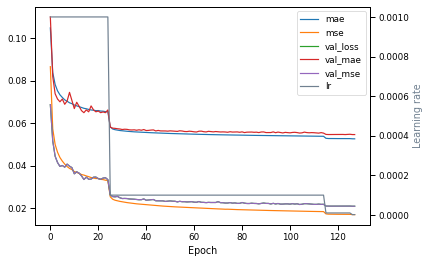 mae
mse
val_loss
val_mae
val_mse
lr
0.10
0.08
0.06
0.04
0.02
0.0010
0.0008
0.0006
0.0004
0.0002
0.0000
Learning rate
0 20 40 60 80 100 120
Epoch